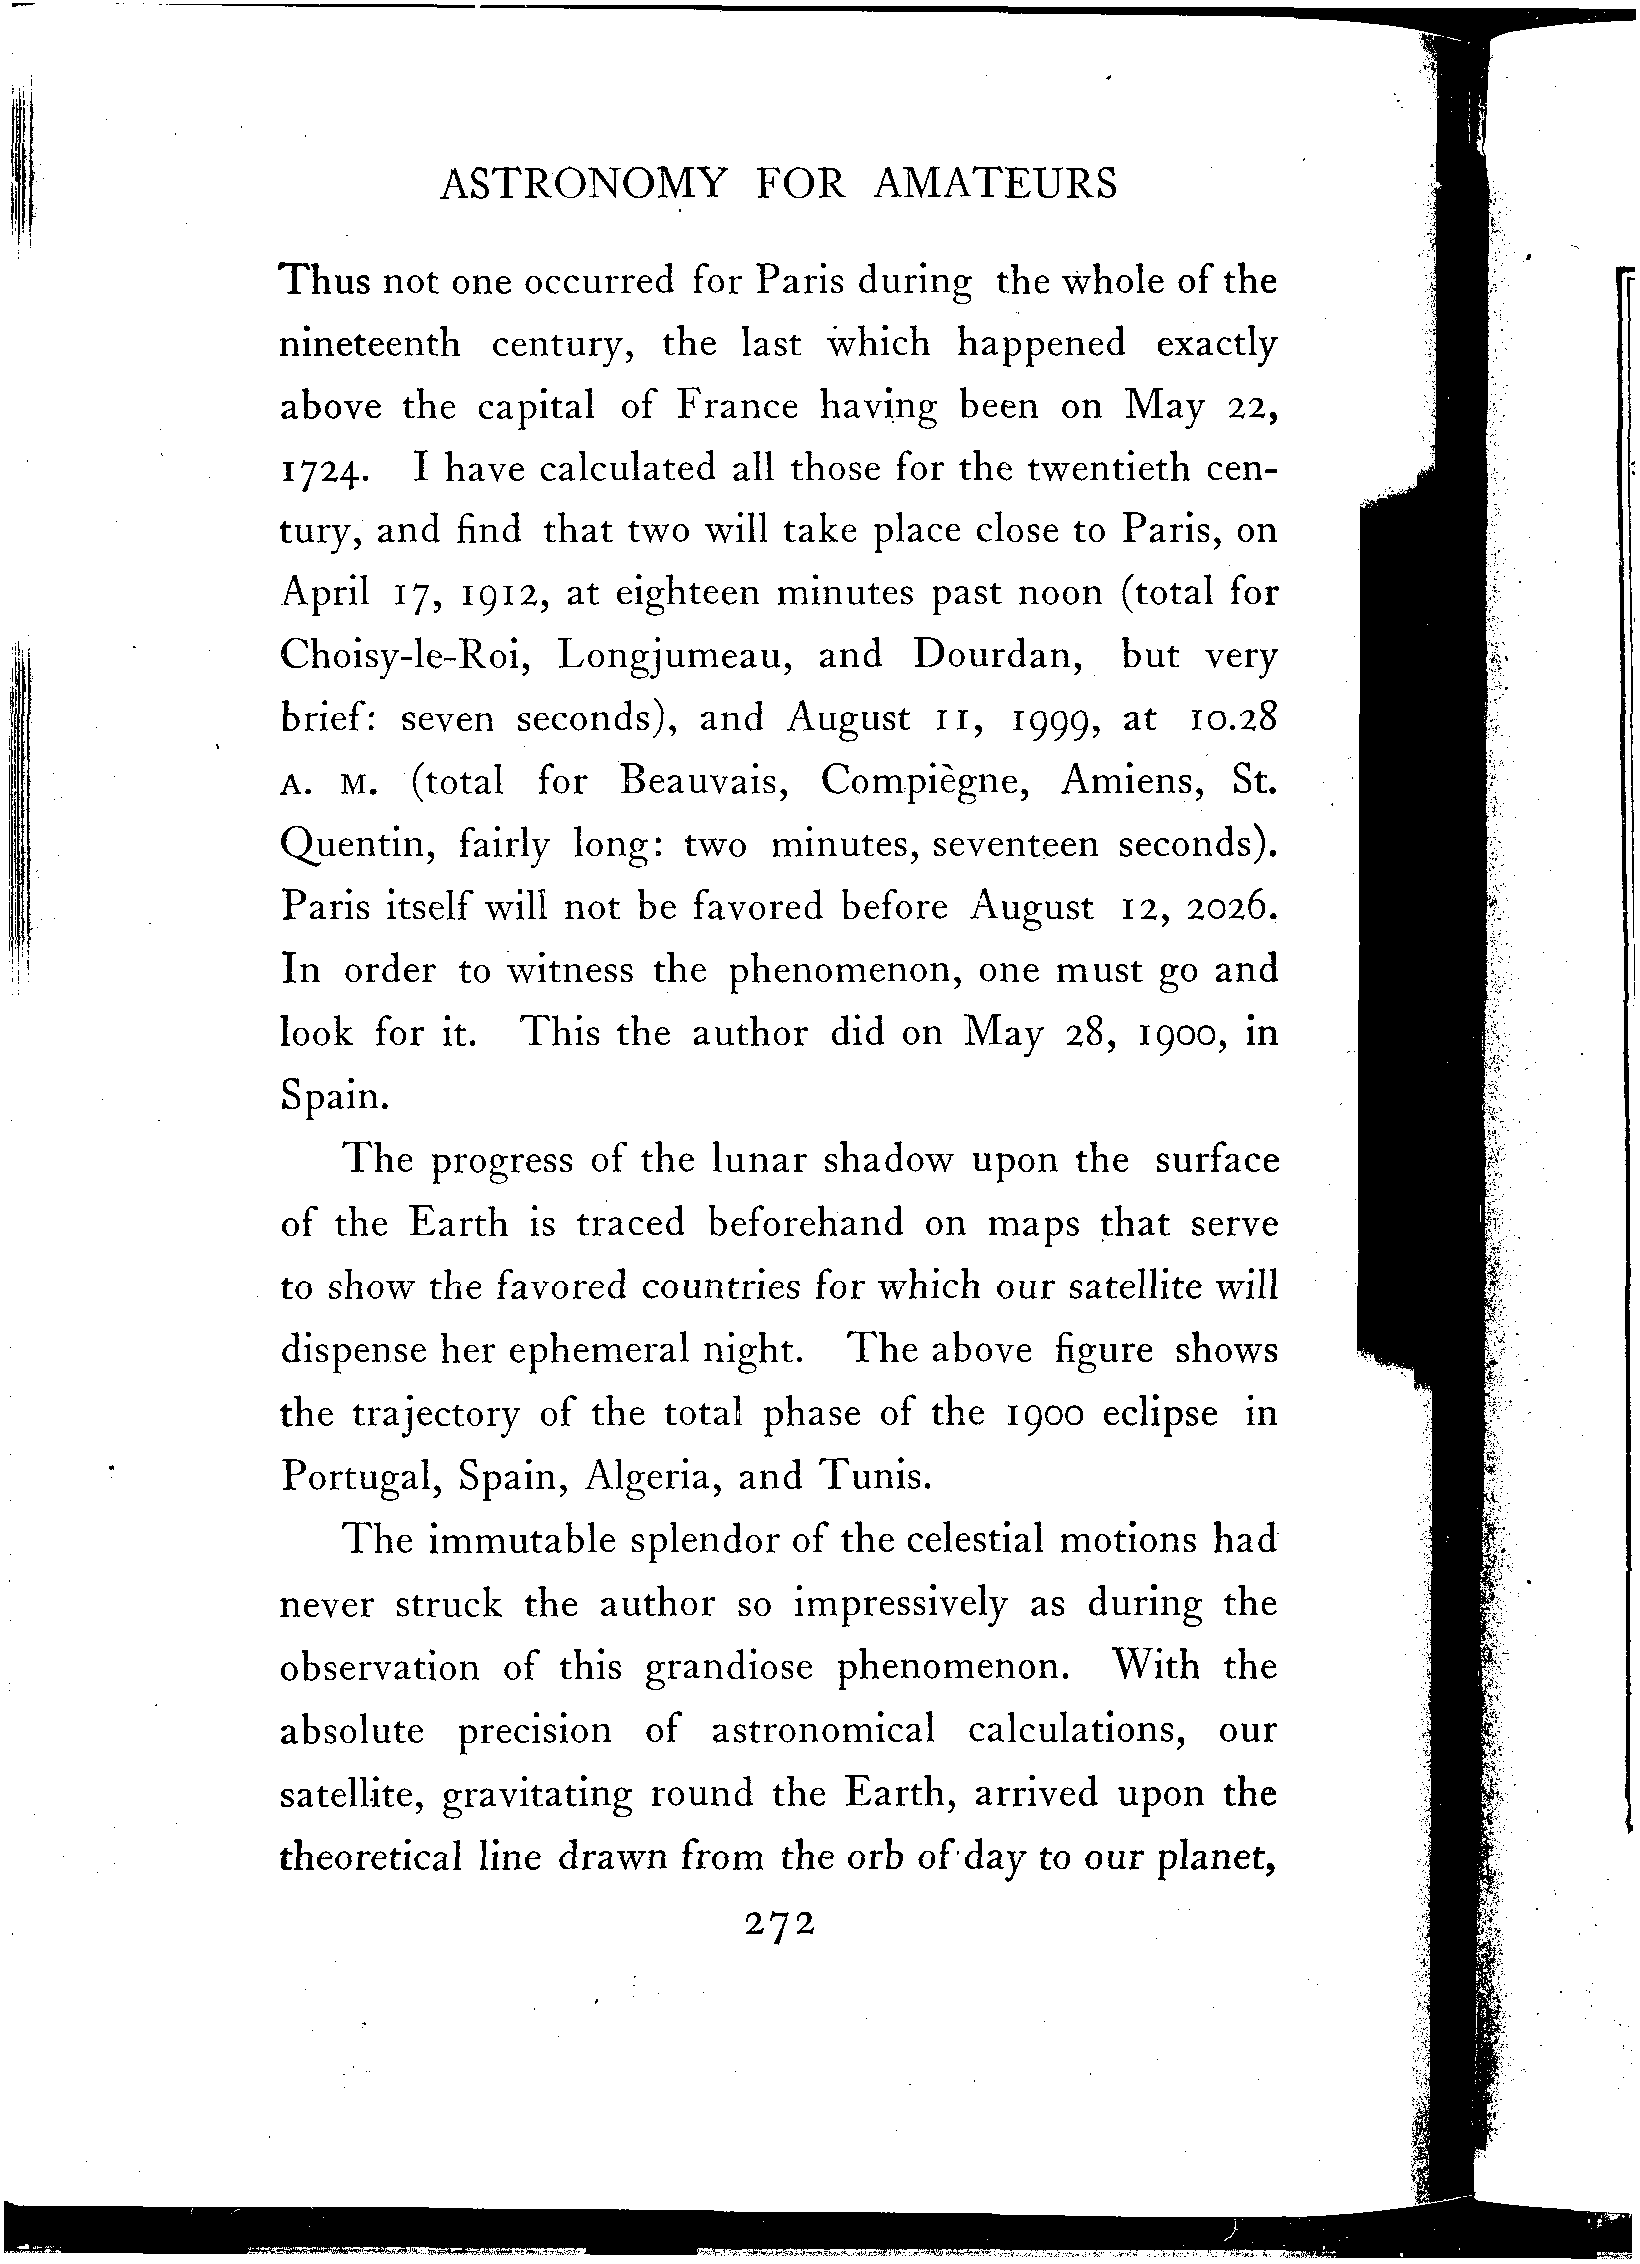 ASTRONOMY FOR AMATEURS
Thus not one occurred for Paris during the whole of the
nineteenth century, the last which happened exactly
above the capital of France having been on May 22,
1724. I have calculated all those for the twentieth cen-
tury, and find that two will take place close to Paris, on
April 17, 1912, at eighteen minutes past noon (total for
Choisy-le-Roi, Longjumeau, and Dourdan, but very
brief: seven seconds), and August 11, 1999, at 10.28
A. M. (total for Beauvais, Compiègne, Amiens, St.
Quentin, fairly long: two minutes, seventeen seconds).
Paris itself will not be favored before August 12, 2026.
In order to witness the phenomenon, one must go and
look for it. This the author did on May 28, 1900, in
Spain.
The progress of the lunar shadow upon the surface
of the Earth is traced beforehand on maps that serve
to show the favored countries for which our satellite will
dispense her ephemeral night. The above figure shows
the trajectory of the total phase of the 1900 eclipse in
Portugal, Spain, Algeria, and Tunis.
The immutable splendor of the celestial motions had
never struck the author so impressively as during the
observation of this grandiose phenomenon. With the
absolute precision of astronomical calculations, our
satellite, gravitating round the Earth, arrived upon the
theoretical line drawn from the orb of day to our planet,
272